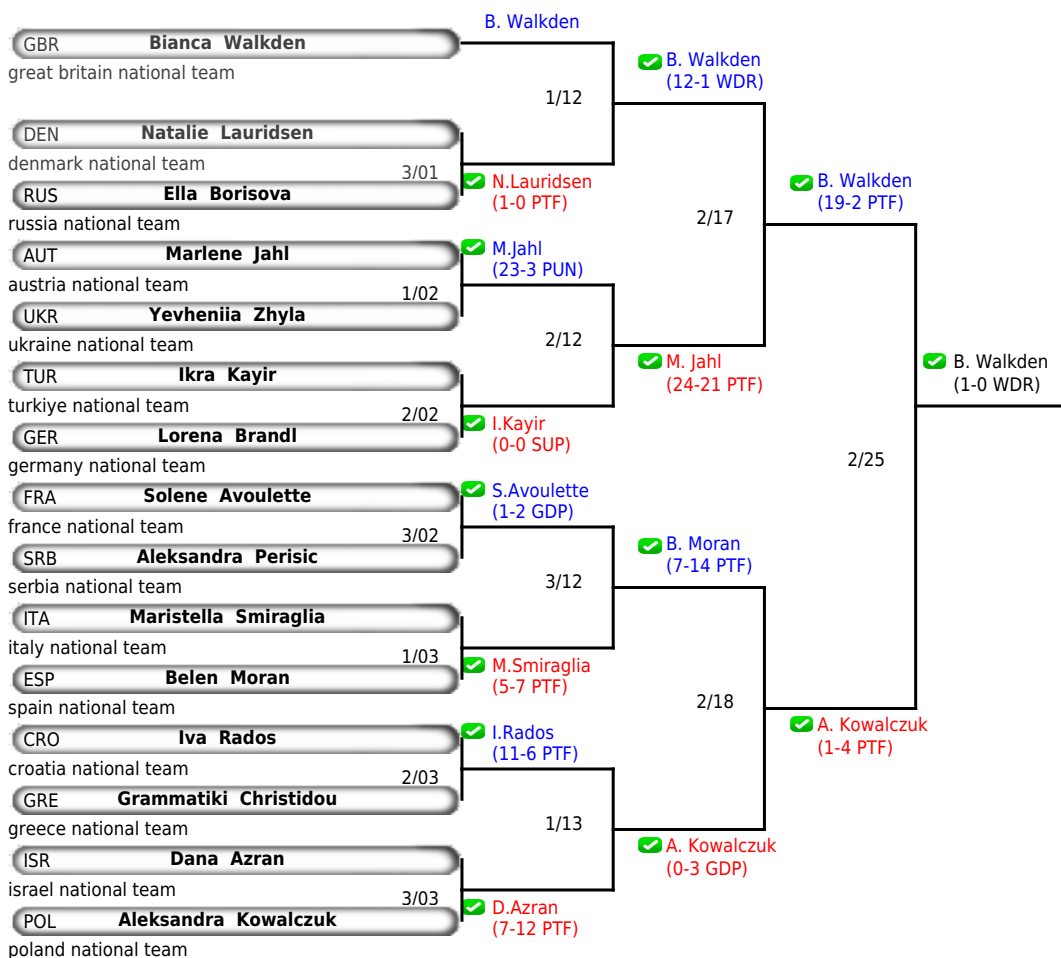 B. Walkden
GBR Bianca Walkden
great britain national team
B. Walkden
(12-1 WDR)
1/12
DEN Natalie Lauridsen
denmark national team
3/01
RUS Ella Borisova
russia national team
N.Lauridsen
(1-0 PTF)
B. Walkden
(19-2 PTF)
2/17
AUT Marlene Jahl
austria national team
M.Jahl
(23-3 PUN)
1/02
UKR Yevheniia Zhyla
ukraine national team
2/12
M. Jahl
(24-21 PTF)
TUR Ikra Kayir
turkiye national team
2/02
GER Lorena Brandl
germany national team
I.Kayir
(0-0 SUP)
B. Walkden
(1-0 WDR)
2/25
FRA Solene Avoulette
france national team
S.Avoulette
(1-2 GDP)
3/02
SRB Aleksandra Perisic
serbia national team
B. Moran
(7-14 PTF)
3/12
ITA Maristella Smiraglia
italy national team
1/03
ESP Belen Moran
spain national team
M.Smiraglia
(5-7 PTF)
2/18
A. Kowalczuk
(1-4 PTF)
CRO Iva Rados
croatia national team
I.Rados
(11-6 PTF)
2/03
GRE Grammatiki Christidou
greece national team
1/13
A. Kowalczuk
(0-3 GDP)
ISR Dana Azran
israel national team
3/03
POL Aleksandra Kowalczuk
poland national team
D.Azran
(7-12 PTF)